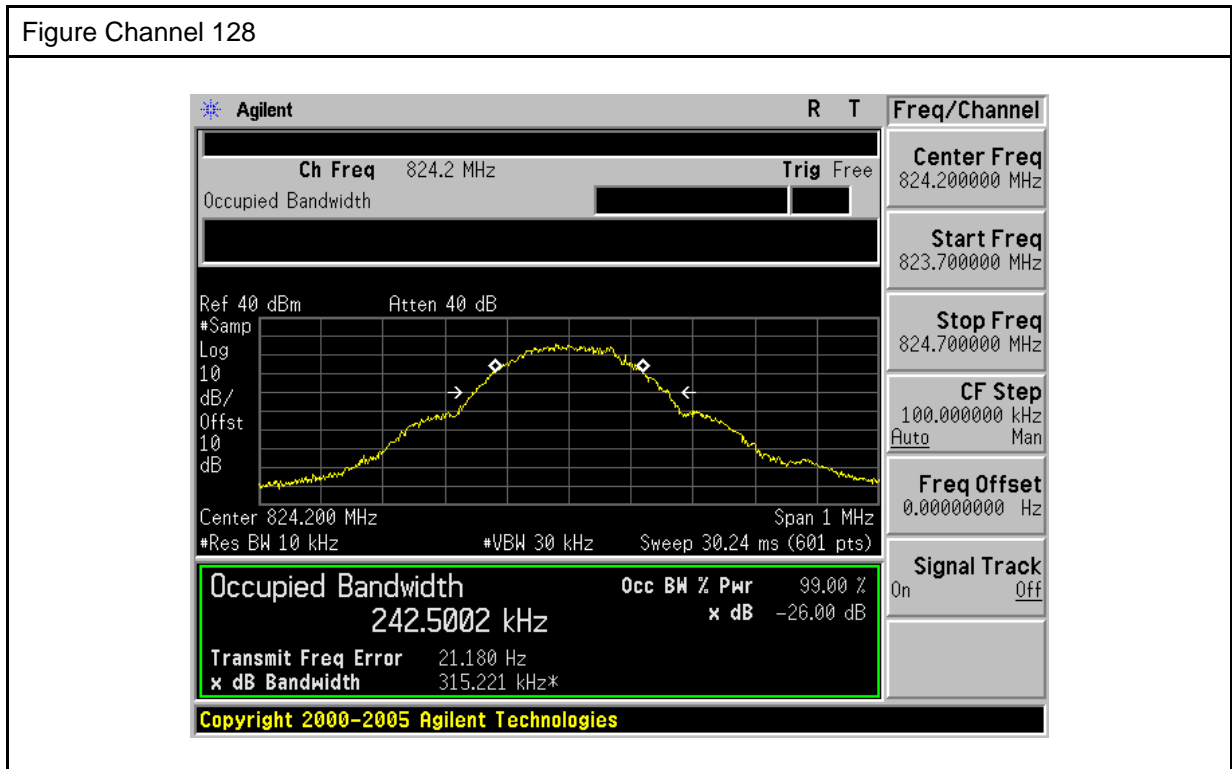 Figure Channel 128
Agilent R T
Ch Freq 824.2 MHz Trig Free
Occupied Bandwidth
Ref 40 dBm Atten 40 dB
#Samp
Log
10
dB/
Offst
10
dB
Center 824.200 MHz Span 1 MHz
#Res BW 10 kHz #VBW 30 kHz Sweep 30.24 ms (601 pts)
Occupied Bandwidth Occ BW % Pwr 99.00 %
242.5002 kHz x dB -26.00 dB
Transmit Freq Error 21.180 Hz
x dB Bandwidth 315.221 kHz*
Copyright 2000-2005 Agilent Technologies
Freq/Channel
Center Freq
824.200000 MHz
Start Freq
823.700000 MHz
Stop Freq
824.700000 MHz
CF Step
100.000000 kHz
Auto Man
Freq Offset
0.00000000 Hz
Signal Track
On Off